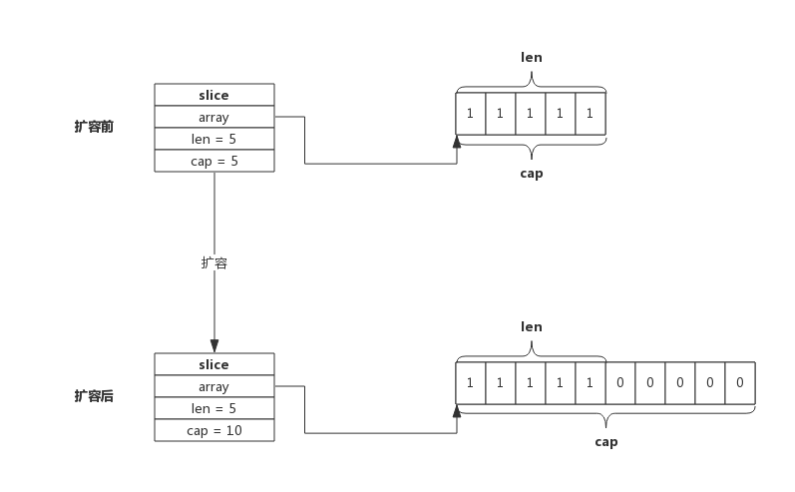 len
slice
array
len = 5
cap = 5
扩容前
1 1 1 1 1
cap
扩容
len
slice
array
len = 5
cap = 10
扩容后
1 1 1 1 1 0 0 0 0 0
cap